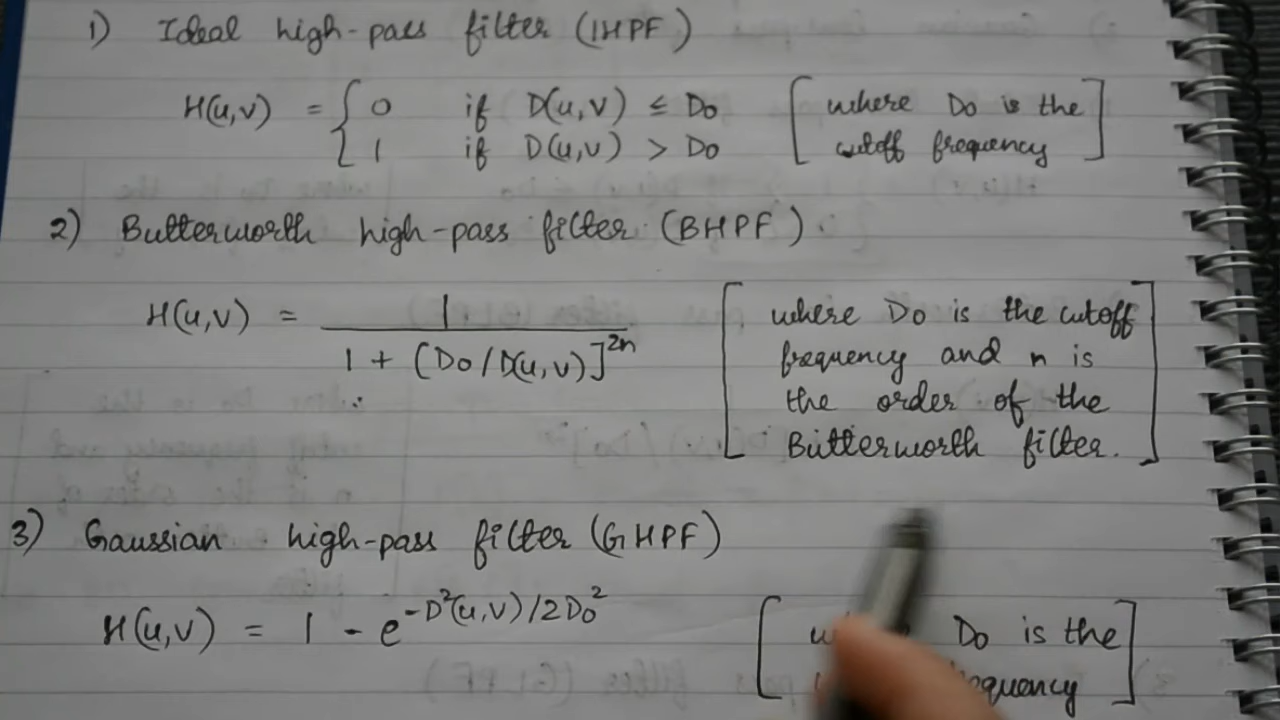 1) Ideal high-pass filter (IHPF)
H(u,v) = { 0 if D(u,v) ≤ Do [where Do is the
1 if D(u,v) > Do cutoff frequency]
2) Butterworth high-pass filter (BHPF)
H(u,v) = 1 / 1 + [Do/D(u,v)]^2n
[where Do is the cutoff
frequency and n is
the order of the
Butterworth filter.]
3) Gaussian high-pass filter (GHPF)
H(u,v) = 1 - e^-D²(u,v)/2Do² [Do is the